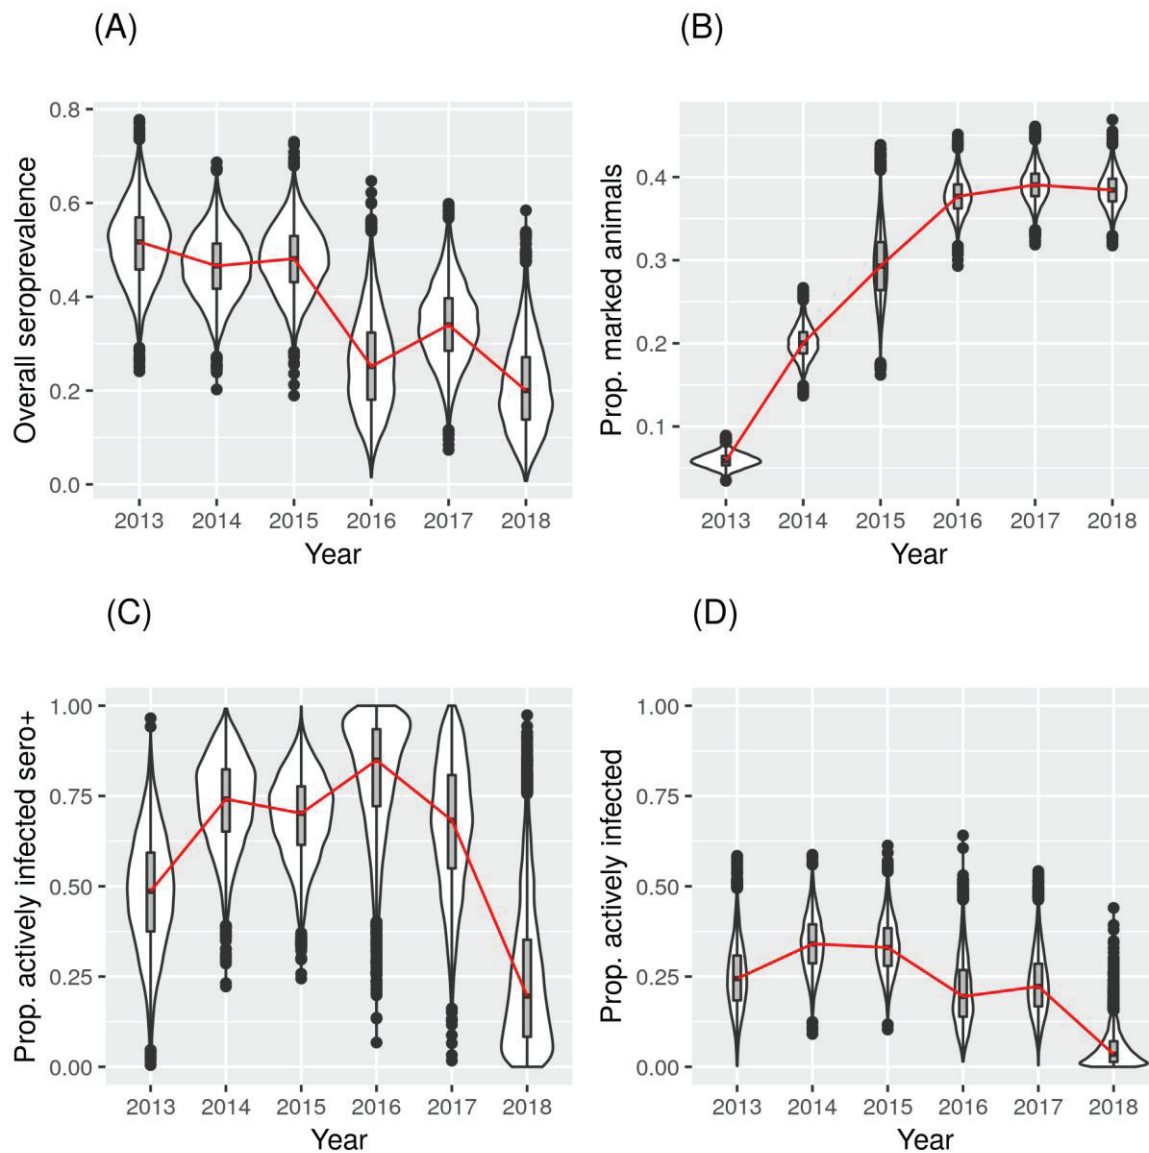 (A)
Overall seroprevalence
0.8
0.6
0.4
0.2
0.0
2013 2014 2015 2016 2017 2018
Year
(B)
Prop. marked animals
0.4
0.3
0.2
0.1
2013 2014 2015 2016 2017 2018
Year
(C)
Prop. actively infected sero+
1.00
0.75
0.50
0.25
0.00
2013 2014 2015 2016 2017 2018
Year
(D)
Prop. actively infected
1.00
0.75
0.50
0.25
0.00
2013 2014 2015 2016 2017 2018
Year